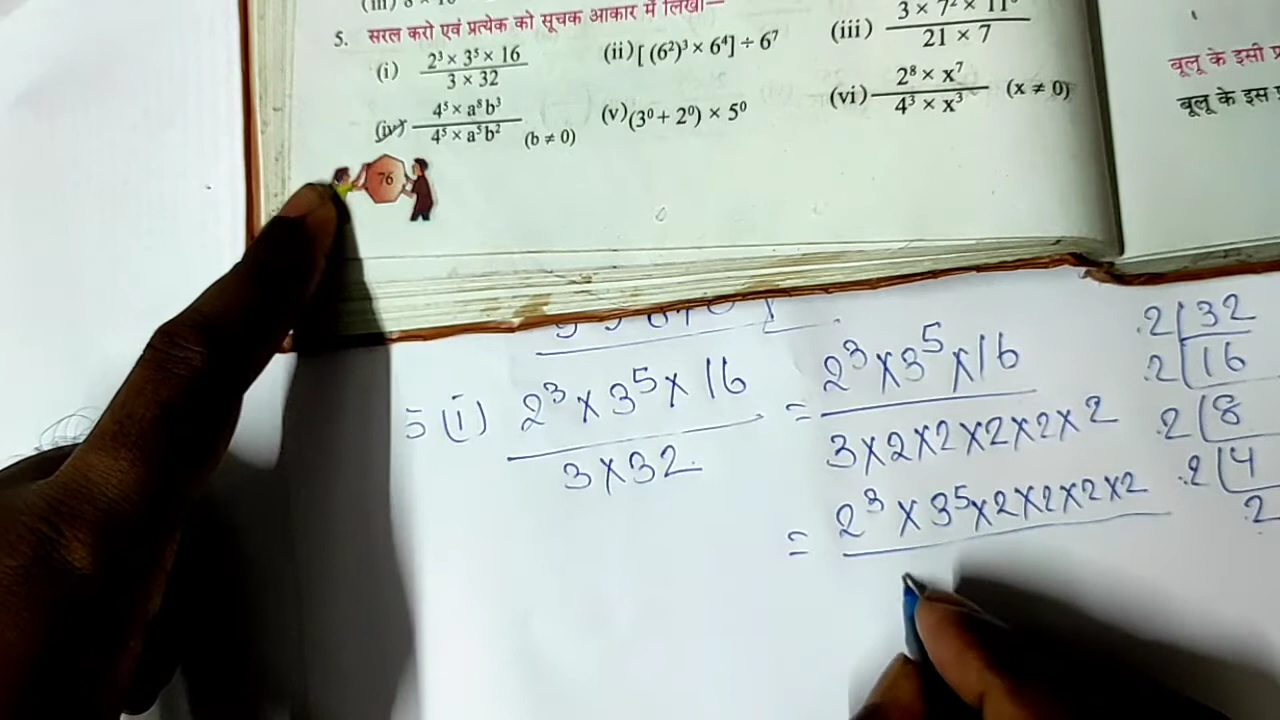 5. सरल करो एवं प्रत्येक को सूचक आकार में लिखो—
(i) 2³ × 3⁵ × 16 / 3 × 32
(ii) [ (6²)³ × 6⁴] ÷ 6⁷
(iii) 3 × 7² × 11⁸ / 21 × 7
(iv) 4⁵ × a⁸b³ / 4⁵ × a⁵b² (b ≠ 0)
(v) (3⁰ + 2⁰) × 5⁰
(vi) 2⁸ × x⁷ / 4³ × x³ (x ≠ 0)
76
बूलू के इसी
बूलू के इस
5 (i) 2³ × 3⁵ × 16 / 3 × 32 = 2³ × 3⁵ × 16 / 3 × 2 × 2 × 2 × 2 × 2
= 2³ × 3⁵ × 2 × 2 × 2 × 2
2 | 32
2 | 16
2 | 8
2 | 4
2